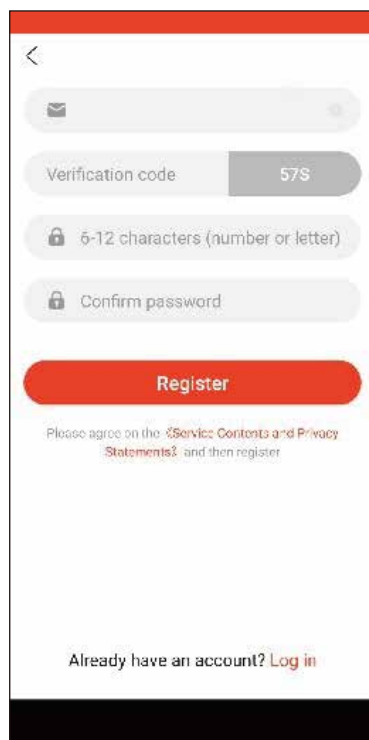 Verification code 57S
6-12 characters (number or letter)
Confirm password
Register
Please agree on the 《Service Contents and Privacy
Statements》 and then register
Already have an account? Log in